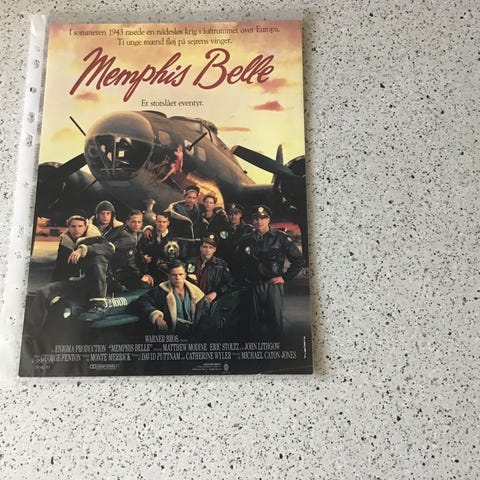 I sommeren 1943 rasede en nådesløs krig i luftrummet over Europa.
Ti unge mænd fløj på sejrens vinger.
Memphis Belle
Et storslået eventyr.
WARNER BROS.
ENIGMA PRODUCTION "MEMPHIS BELLE" MATTHEW MODINE ERIC STOLTZ JOHN LITHGOW
GEORGE FENTON MONTE MERRICK DAVID PUTTNAM CATHERINE WYLER MICHAEL CATON-JONES